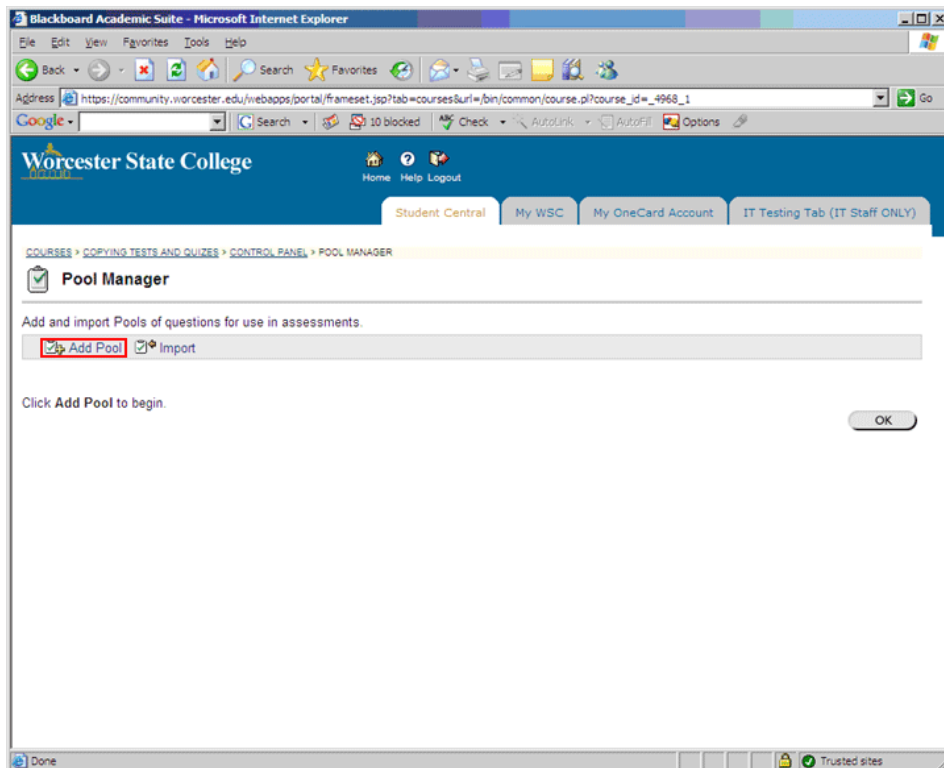 Blackboard Academic Suite - Microsoft Internet Explorer
File Edit View Favorites Tools Help
Back Search Favorites
Address https://community.worcester.edu/webapps/portal/frameset.jsp?tab=courses&url=/bin/common/course.pl?course_id=_4968_1 Go
Google Search 10 blocked ABC Check AutoLink AutoFill Options
Worcester State College
Home Help Logout
Student Central My WSC My OneCard Account IT Testing Tab (IT Staff ONLY)
COURSES > COPYING TESTS AND QUIZES > CONTROL PANEL > POOL MANAGER
Pool Manager
Add and import Pools of questions for use in assessments.
Add Pool Import
Click Add Pool to begin.
OK
Done Trusted sites